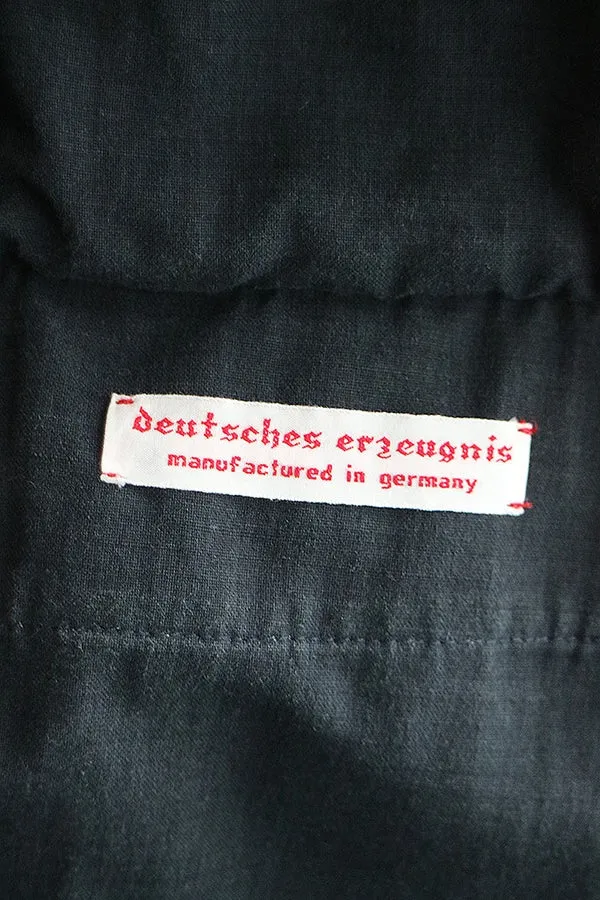 deutsches erzeugnis
manufactured in germany